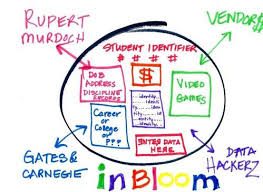 RUPERT
MURDOCH
VENDOR$
STUDENT IDENTIFIER
# # # #
DOB
ADDRESS
DISCIPLINE
RECORDS
$
VIDEO
GAMES
Career
or
College
or
???
ENTER DATA
HERE
GATES &
CARNEGIE
DATA
HACKERZ
inBloom